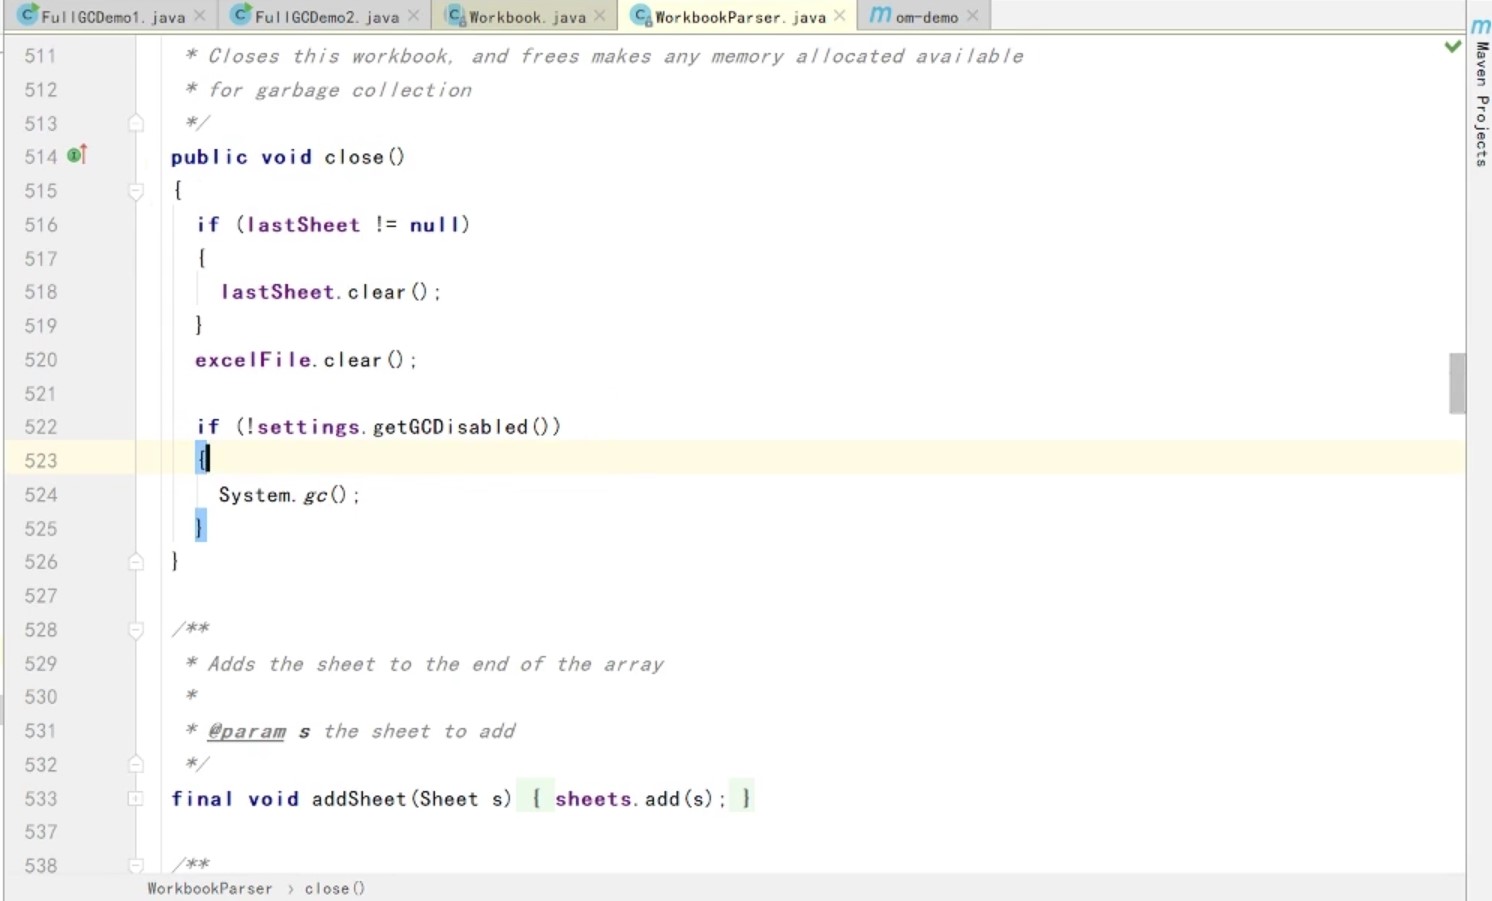 FullGCDemo1.java
FullGCDemo2.java
Workbook.java
WorkbookParser.java
om-demo
Maven Projects
511 * Closes this workbook, and frees makes any memory allocated available
512 * for garbage collection
513 */
514 public void close()
515 {
516 if (lastSheet != null)
517 {
518 lastSheet.clear();
519 }
520 excelFile.clear();
521
522 if (!settings.getGCDisabled())
523 {
524 System.gc();
525 }
526 }
527
528 /**
529 * Adds the sheet to the end of the array
530 *
531 * @param s the sheet to add
532 */
533 final void addSheet(Sheet s) { sheets.add(s); }
537
538 /**
WorkbookParser › close()